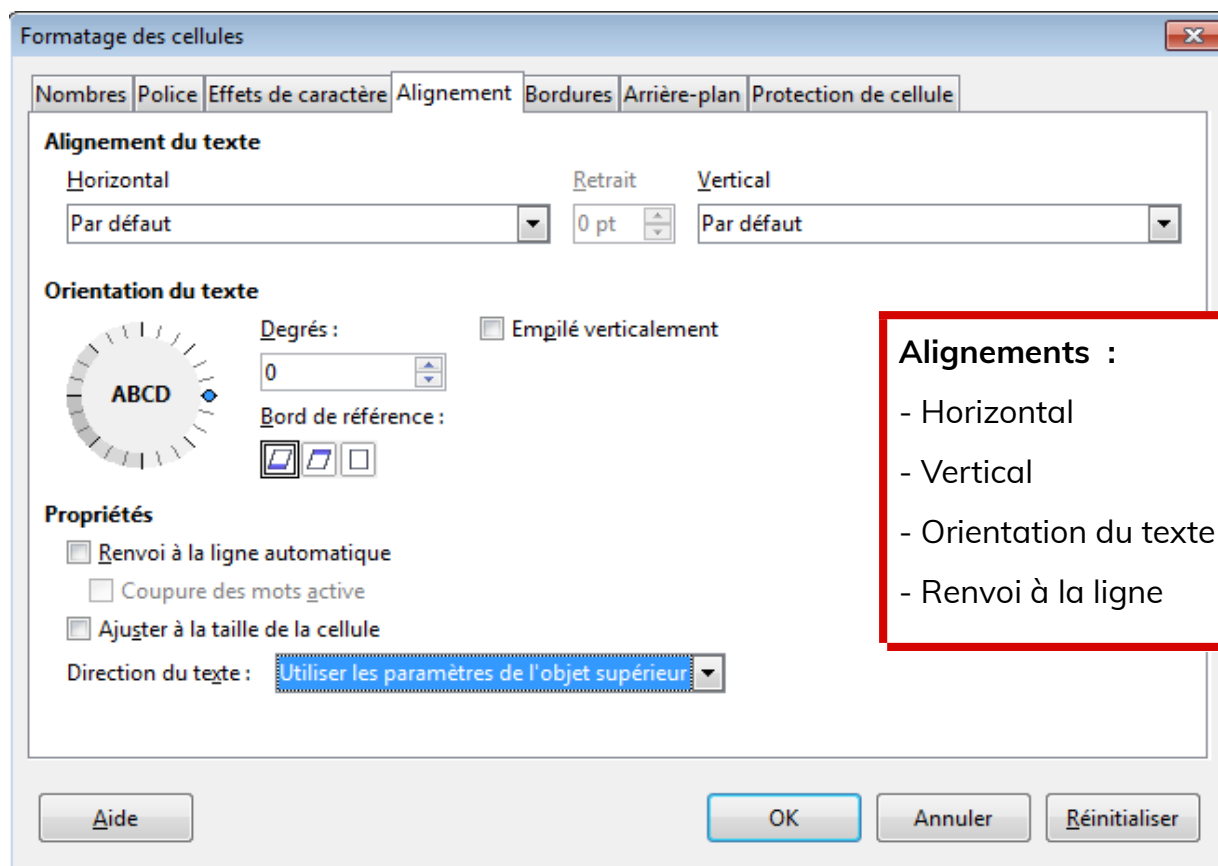 Formatage des cellules
Nombres Police Effets de caractère Alignement Bordures Arrière-plan Protection de cellule
Alignement du texte
Horizontal Retrait Vertical
Par défaut 0 pt Par défaut
Orientation du texte
Degrés : Empilé verticalement
0
ABCD
Bord de référence :
Propriétés
Renvoi à la ligne automatique
Coupure des mots active
Ajuster à la taille de la cellule
Direction du texte : Utiliser les paramètres de l'objet supérieur
Alignements :
- Horizontal
- Vertical
- Orientation du texte
- Renvoi à la ligne
Aide OK Annuler Réinitialiser